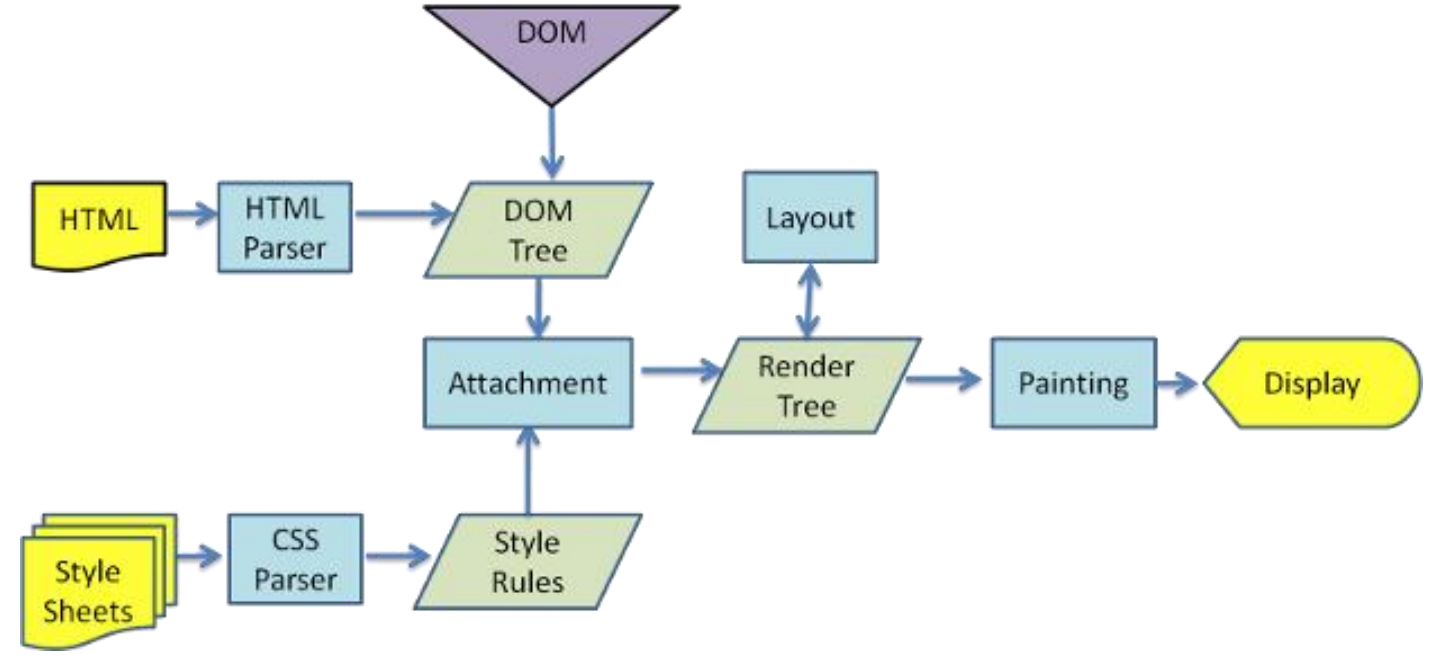 DOM
HTML
HTML
Parser
DOM
Tree
Layout
Attachment
Render
Tree
Painting
Display
Style
Sheets
CSS
Parser
Style
Rules